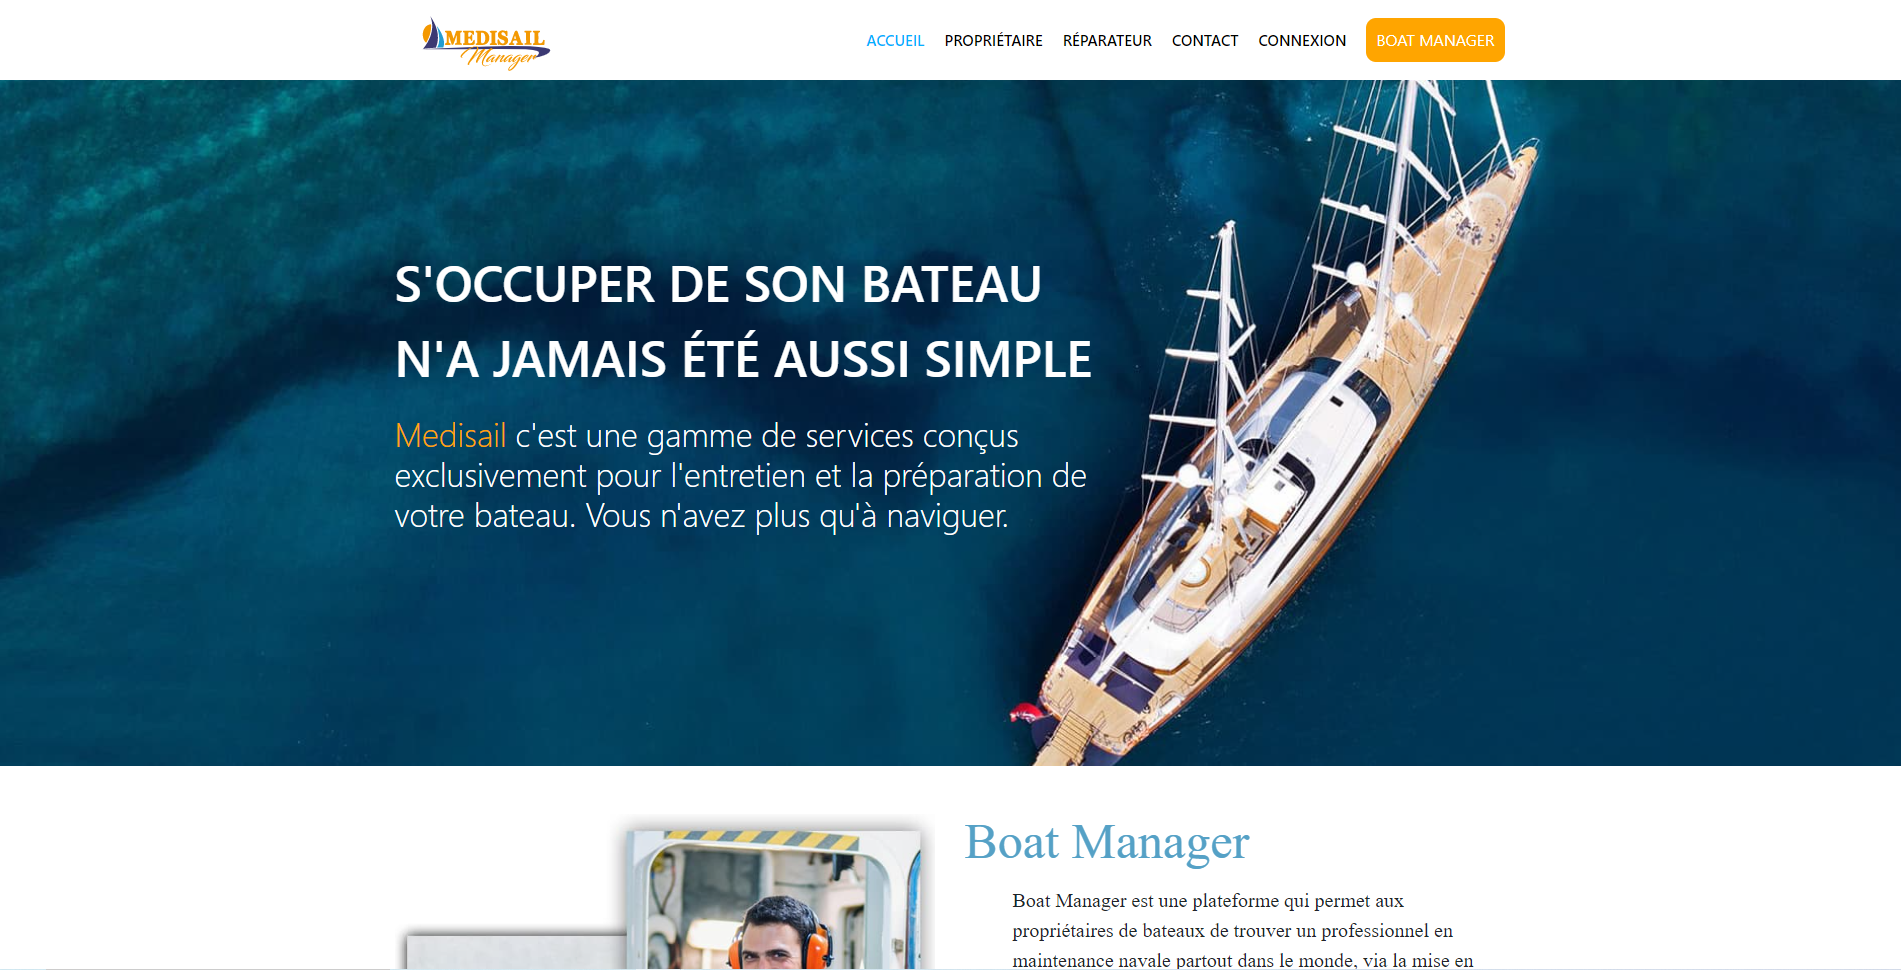 MEDISAIL
Manager
ACCUEIL PROPRIÉTAIRE RÉPARATEUR CONTACT CONNEXION BOAT MANAGER
S'OCCUPER DE SON BATEAU
N'A JAMAIS ÉTÉ AUSSI SIMPLE
Medisail c'est une gamme de services conçus
exclusivement pour l'entretien et la préparation de
votre bateau. Vous n'avez plus qu'à naviguer.
Boat Manager
Boat Manager est une plateforme qui permet aux
propriétaires de bateaux de trouver un professionnel en
maintenance navale partout dans le monde, via la mise en